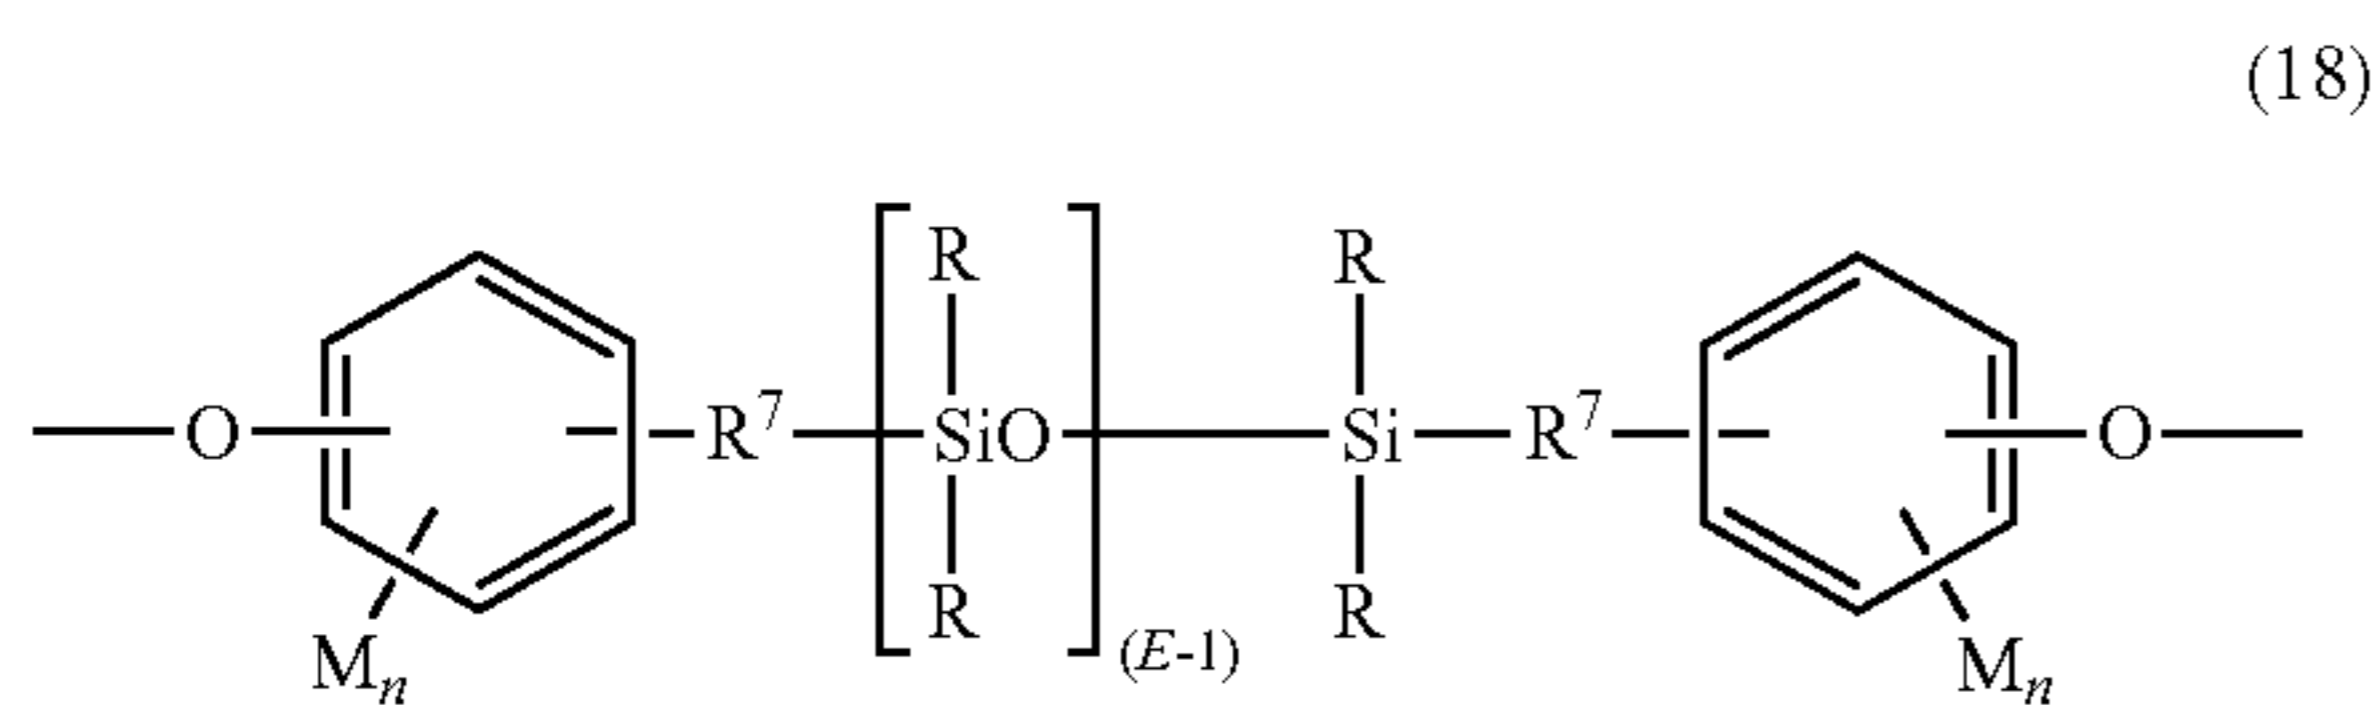 (18)
R R
O R⁷ SiO Si R⁷ O
R R
(E-1)
Mₙ Mₙ